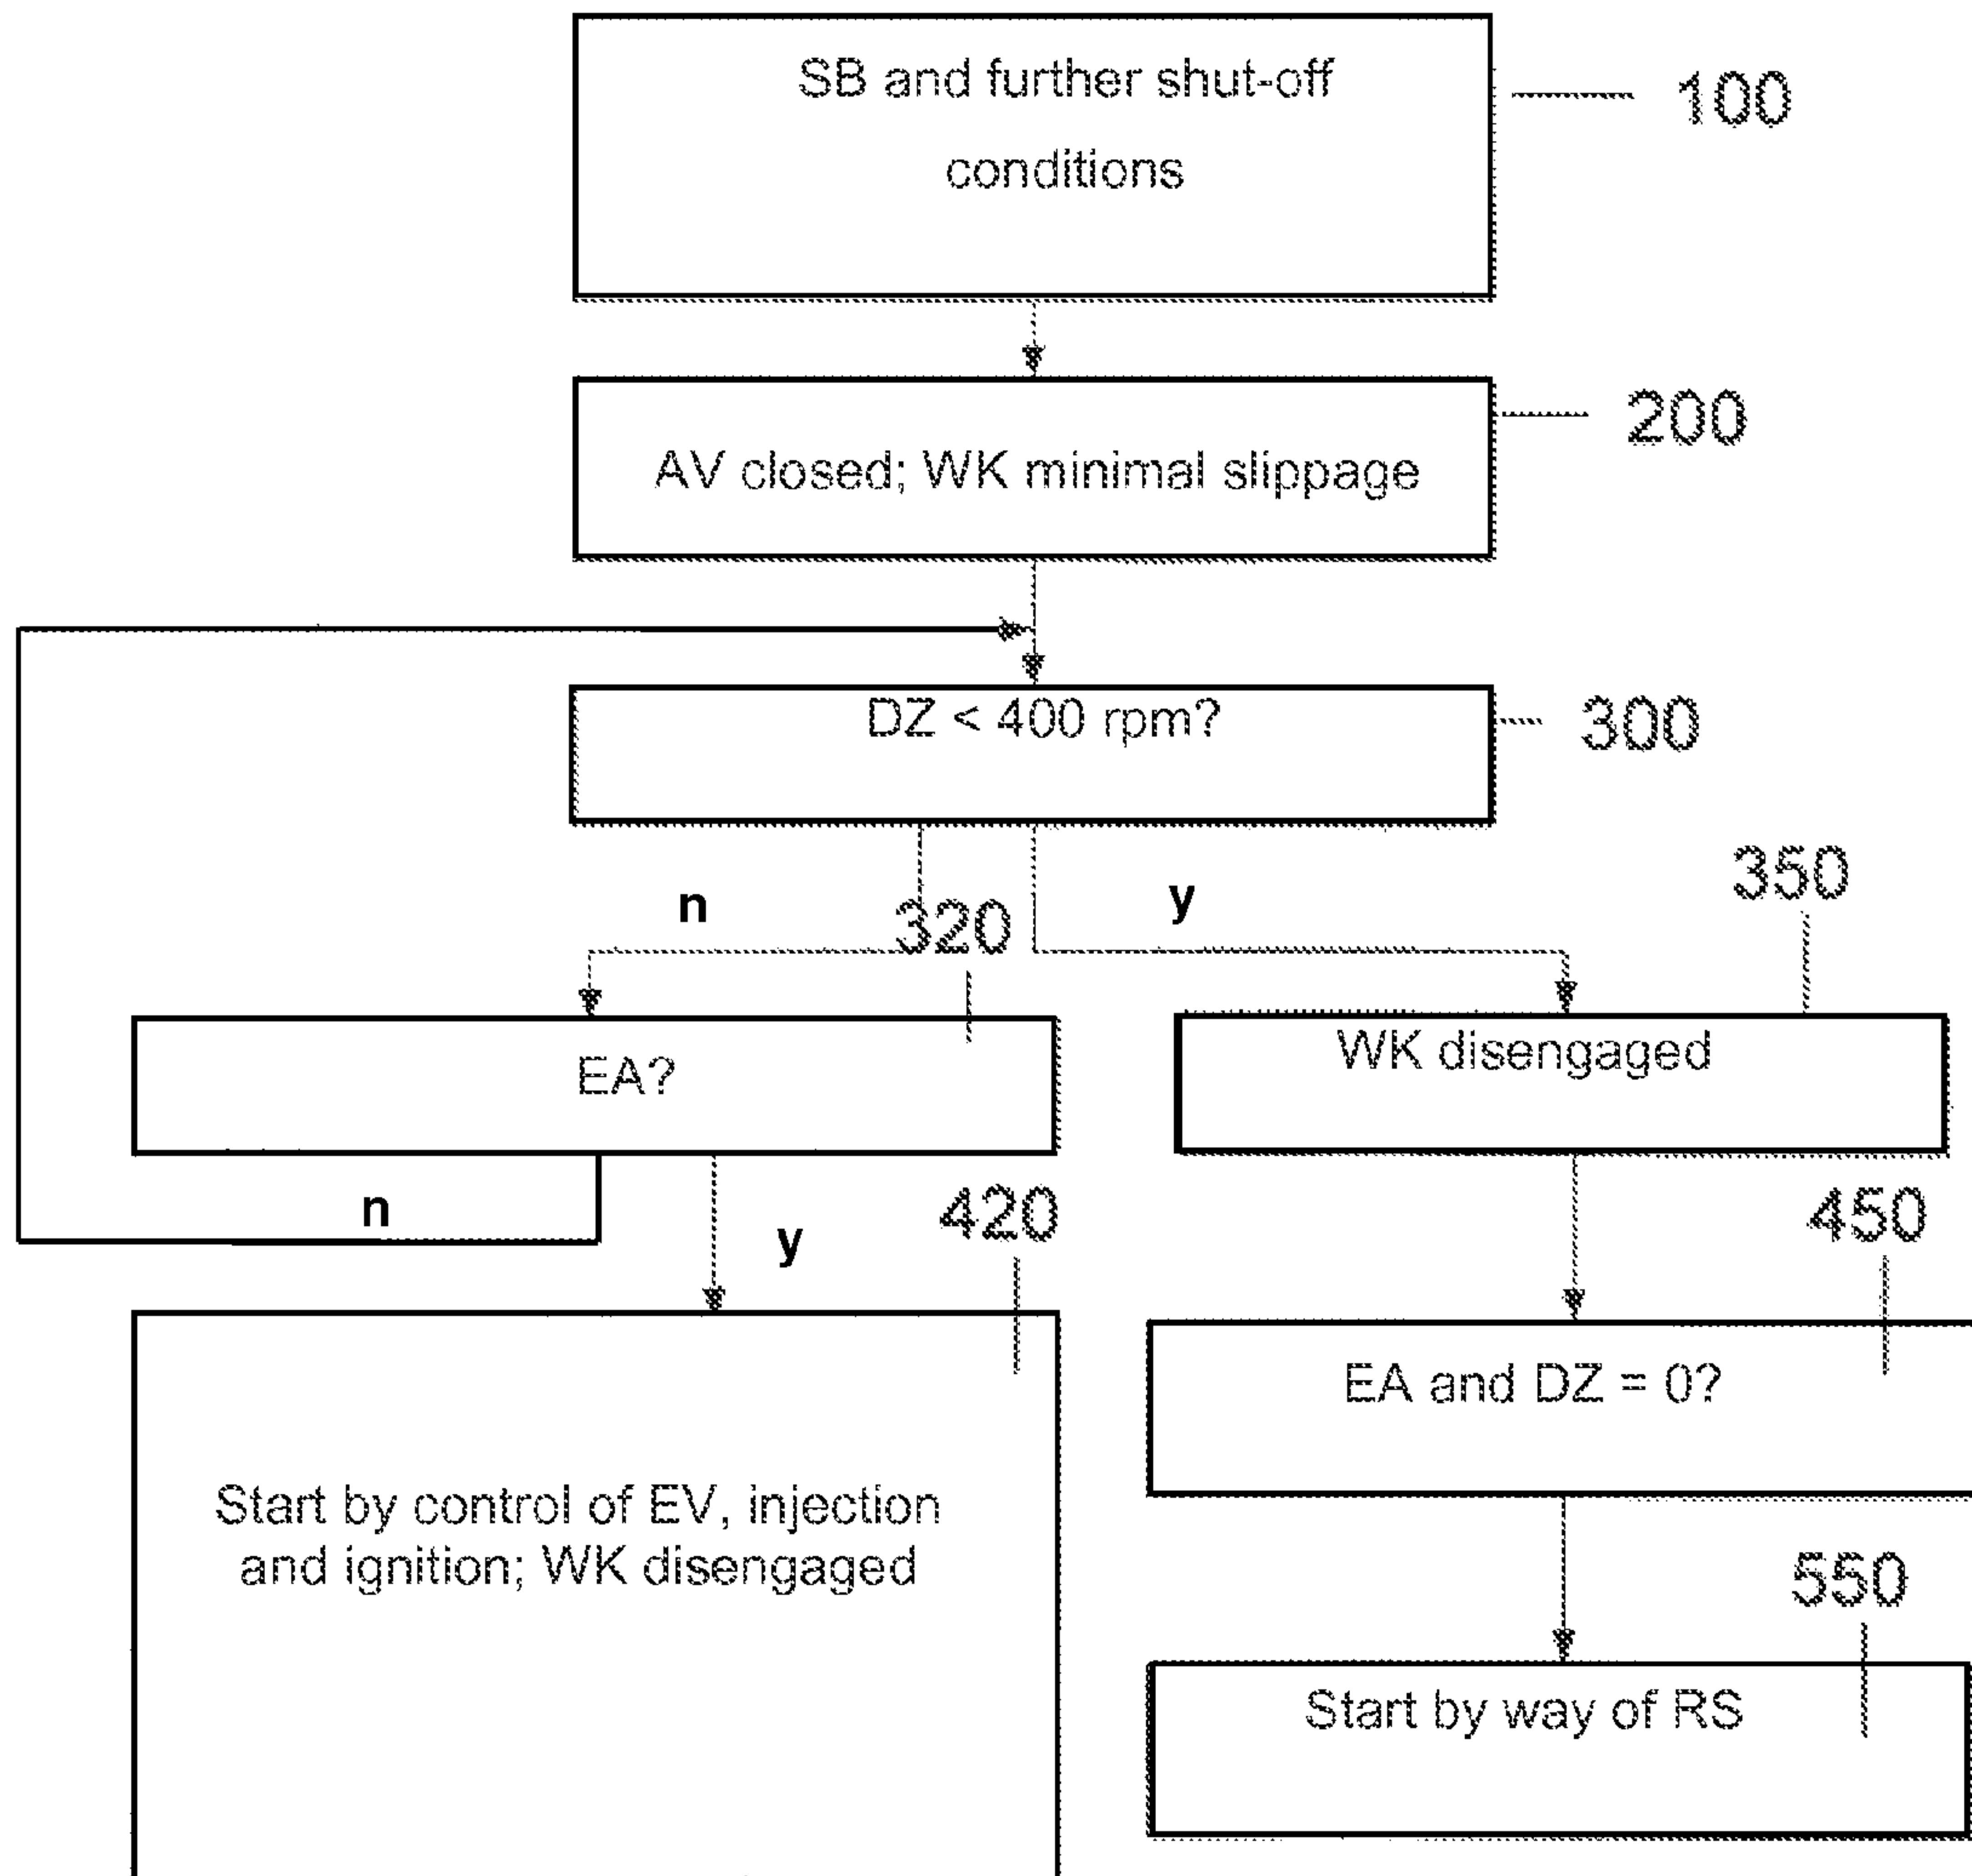 SB and further shut-off
conditions
100
AV closed; WK minimal slippage
200
DZ < 400 rpm?
300
n
320
y
350
EA?
WK disengaged
n
y
420
450
Start by control of EV, injection
and ignition; WK disengaged
EA and DZ = 0?
550
Start by way of RS